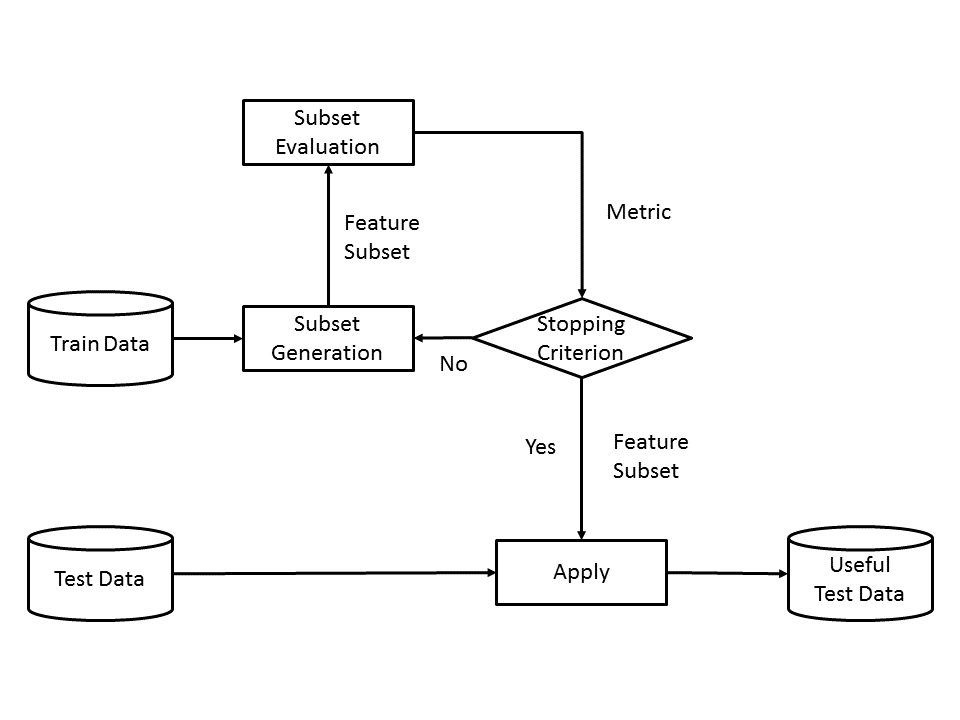 Subset
Evaluation
Feature
Subset
Metric
Train Data
Subset
Generation
No
Stopping
Criterion
Yes
Feature
Subset
Test Data
Apply
Useful
Test Data